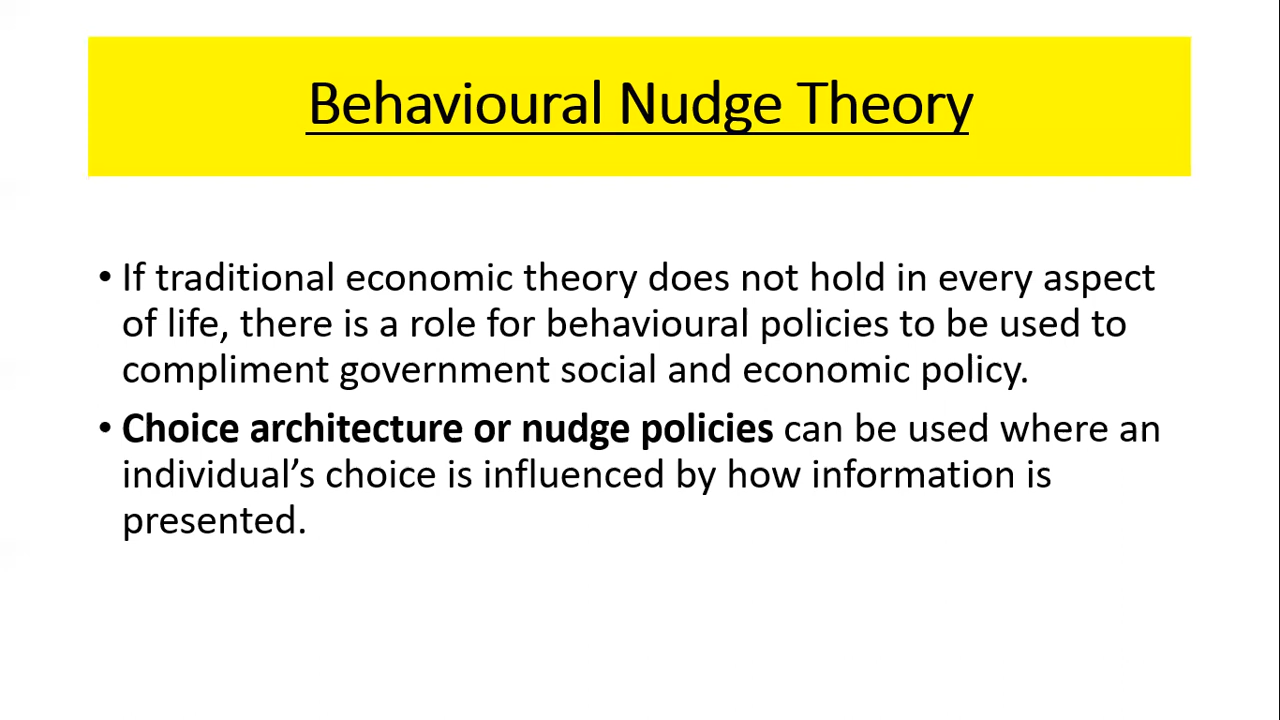 Behavioural Nudge Theory
• If traditional economic theory does not hold in every aspect
of life, there is a role for behavioural policies to be used to
compliment government social and economic policy.
• Choice architecture or nudge policies can be used where an
individual’s choice is influenced by how information is
presented.